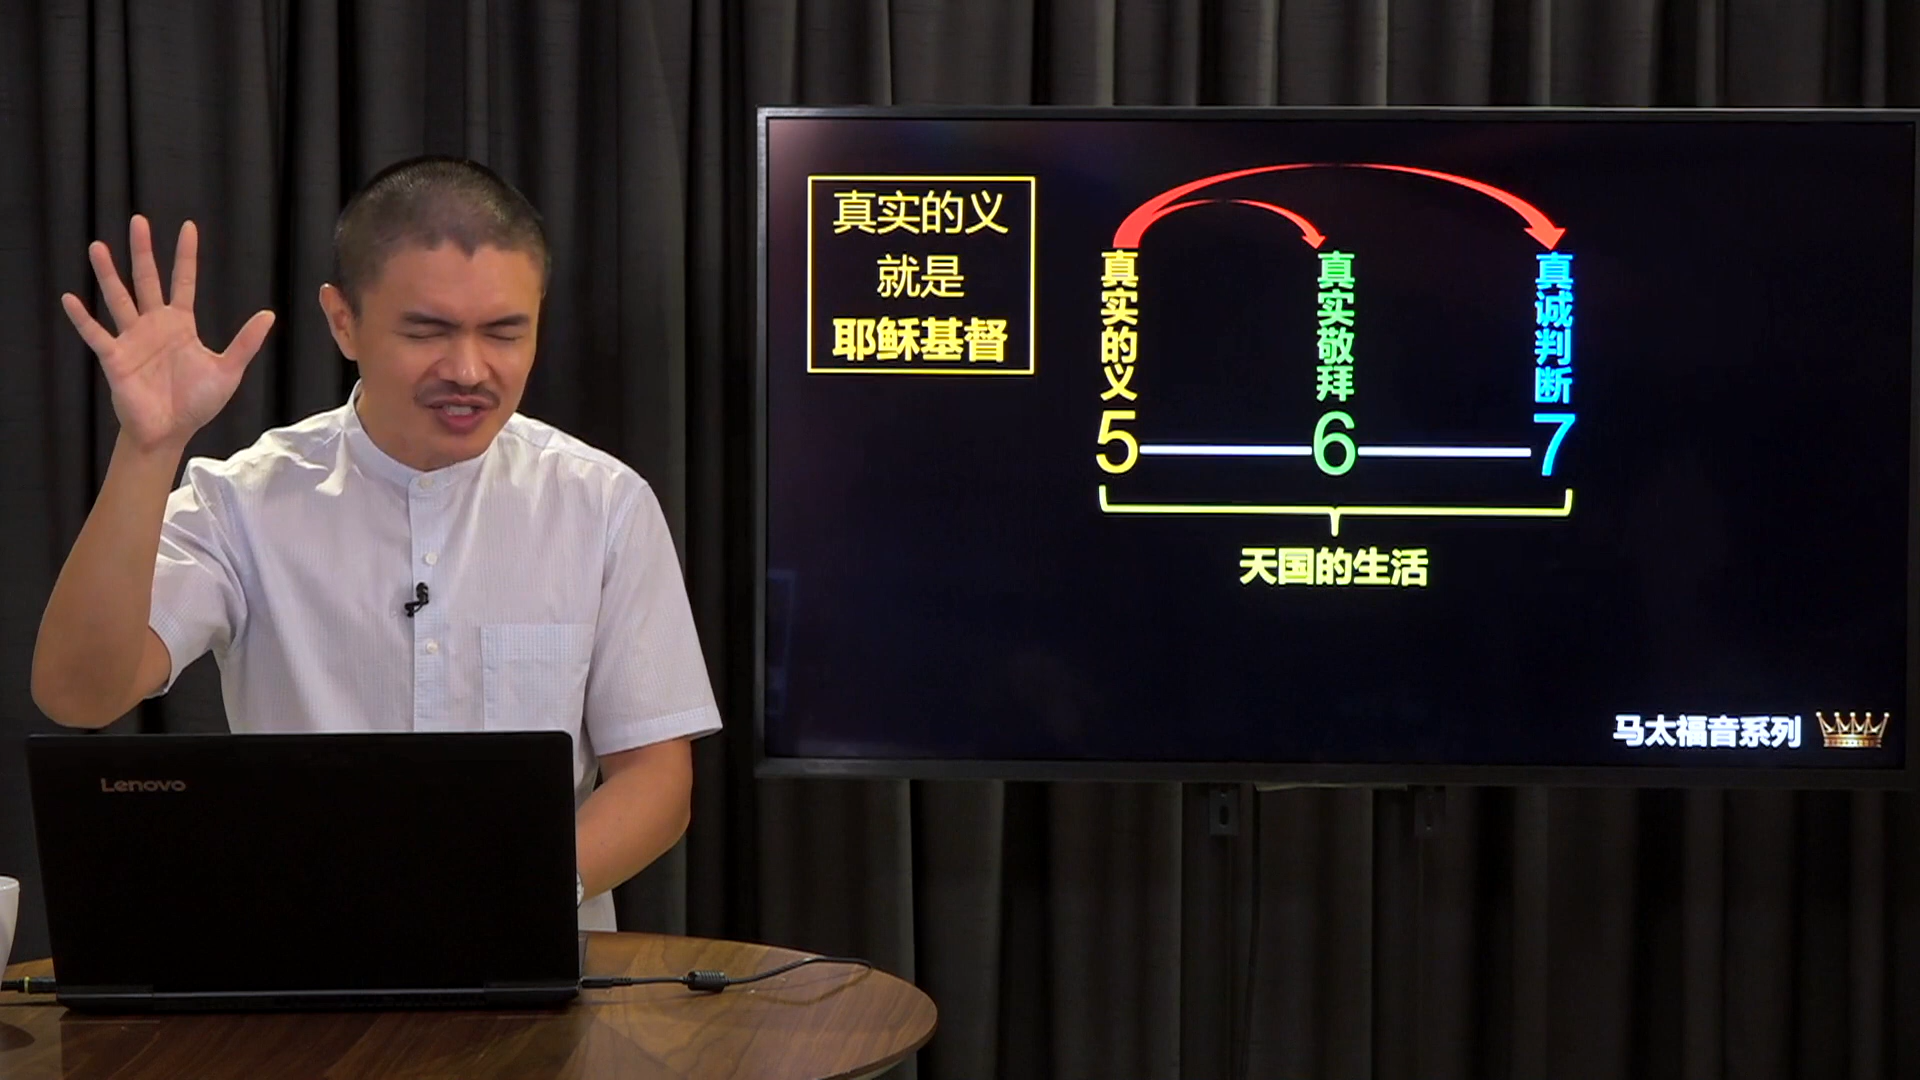 真实的义
就是
耶稣基督
真实的义
真实敬拜
真诚判断
5
6
7
天国的生活
马太福音系列
Lenovo